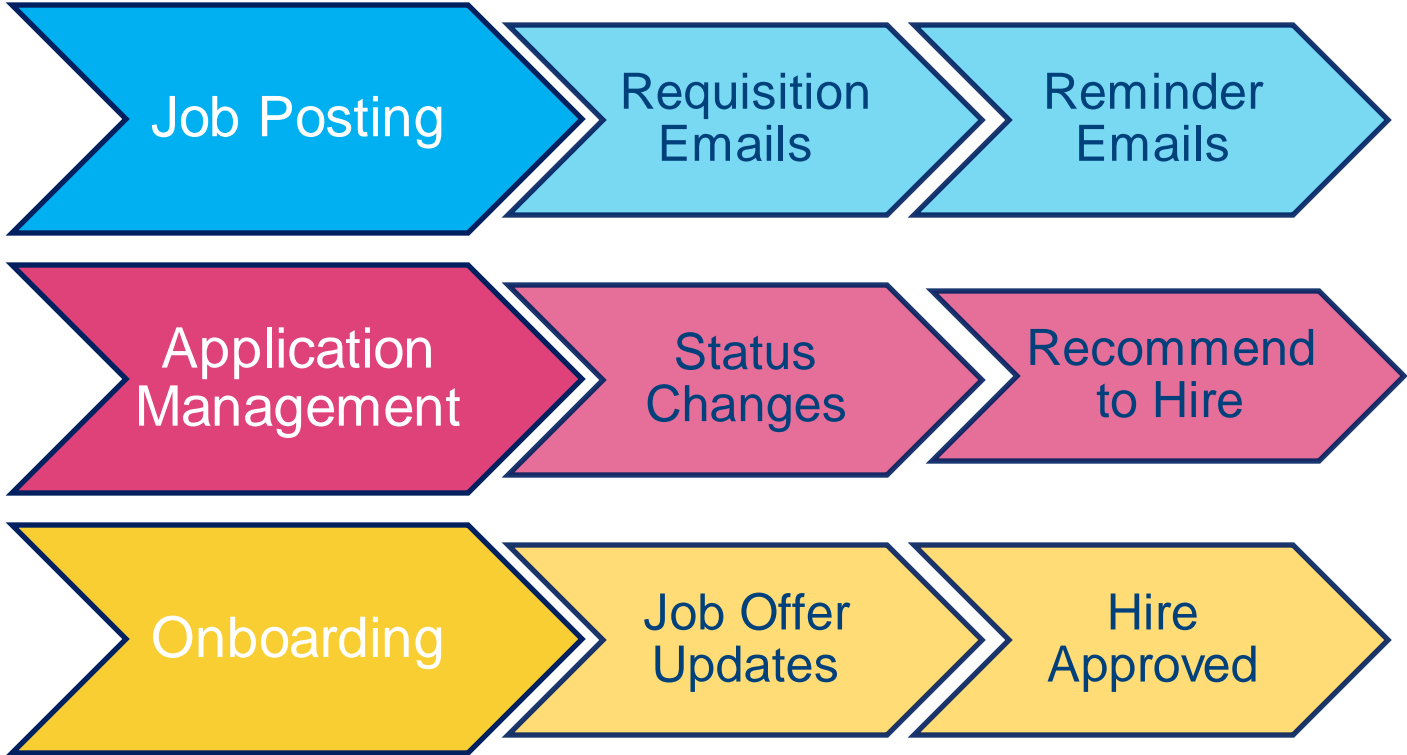 Job Posting
Requisition
Emails
Reminder
Emails
Application
Management
Status
Changes
Recommend
to Hire
Onboarding
Job Offer
Updates
Hire
Approved